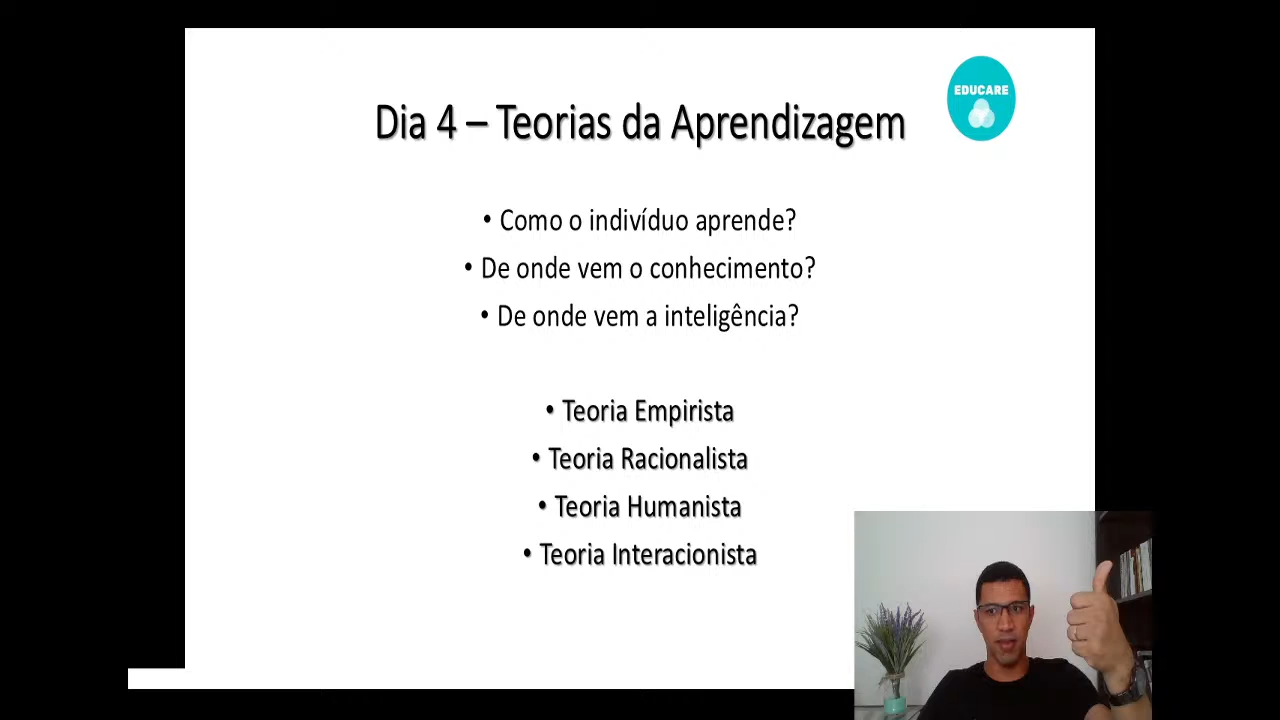 EDUCARE
Dia 4 – Teorias da Aprendizagem
• Como o indivíduo aprende?
• De onde vem o conhecimento?
• De onde vem a inteligência?
• Teoria Empirista
• Teoria Racionalista
• Teoria Humanista
• Teoria Interacionista